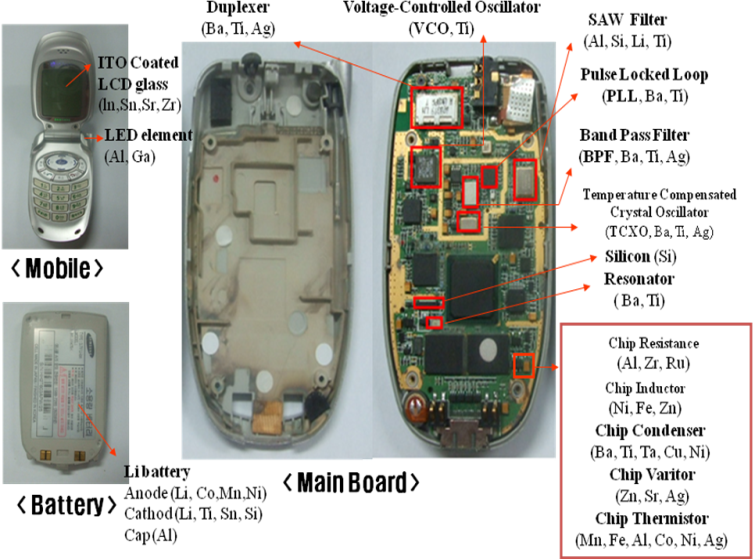 Duplexer
(Ba, Ti, Ag)
Voltage-Controlled Oscillator
(VCO, Ti)
SAW Filter
(Al, Si, Li, Ti)
ITO Coated
LCD glass
(In,Sn,Sr,Zr)
LED element
(Al, Ga)
<Mobile>
Pulse Locked Loop
(PLL, Ba, Ti)
Band Pass Filter
(BPF, Ba, Ti, Ag)
Temperature Compensated
Crystal Oscillator
(TCXO, Ba, Ti, Ag)
Silicon (Si)
Resonator
(Ba, Ti)
Chip Resistance
(Al, Zr, Ru)
Chip Inductor
(Ni, Fe, Zn)
Chip Condenser
(Ba, Ti, Ta, Cu, Ni)
Chip Varitor
(Zn, Sr, Ag)
Chip Thermistor
(Mn, Fe, Al, Co, Ni, Ag)
<Battery>
Li battery
Anode (Li, Co,Mn,Ni)
Cathod (Li, Ti, Sn, Si)
Cap (Al)
<Main Board>